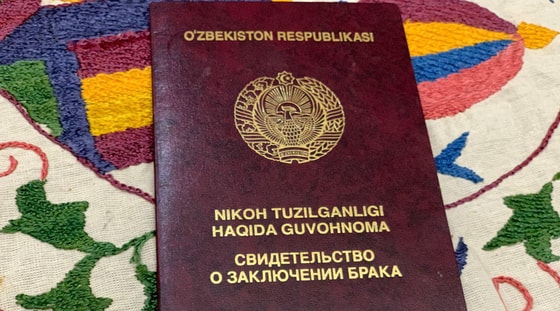 O'ZBEKISTON RESPUBLIKASI
NIKOH TUZILGANLIGI
HAQIDA GUVOHNOMA
СВИДЕТЕЛЬСТВО
О ЗАКЛЮЧЕНИИ БРАКА